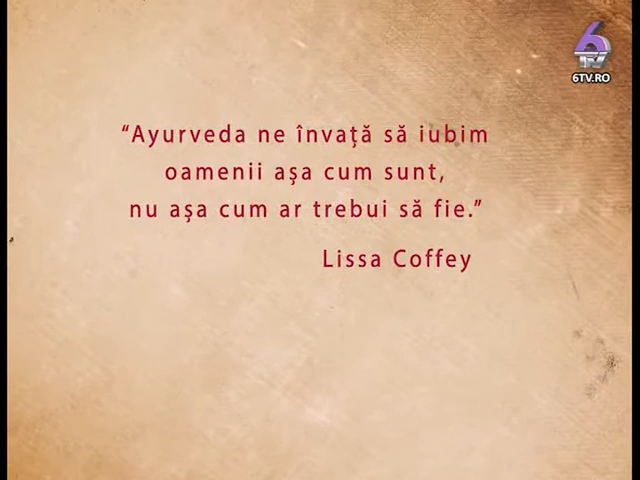 6
TV
6TV.RO
“Ayurveda ne învață să iubim
oamenii așa cum sunt,
nu așa cum ar trebui să fie.”
Lissa Coffey